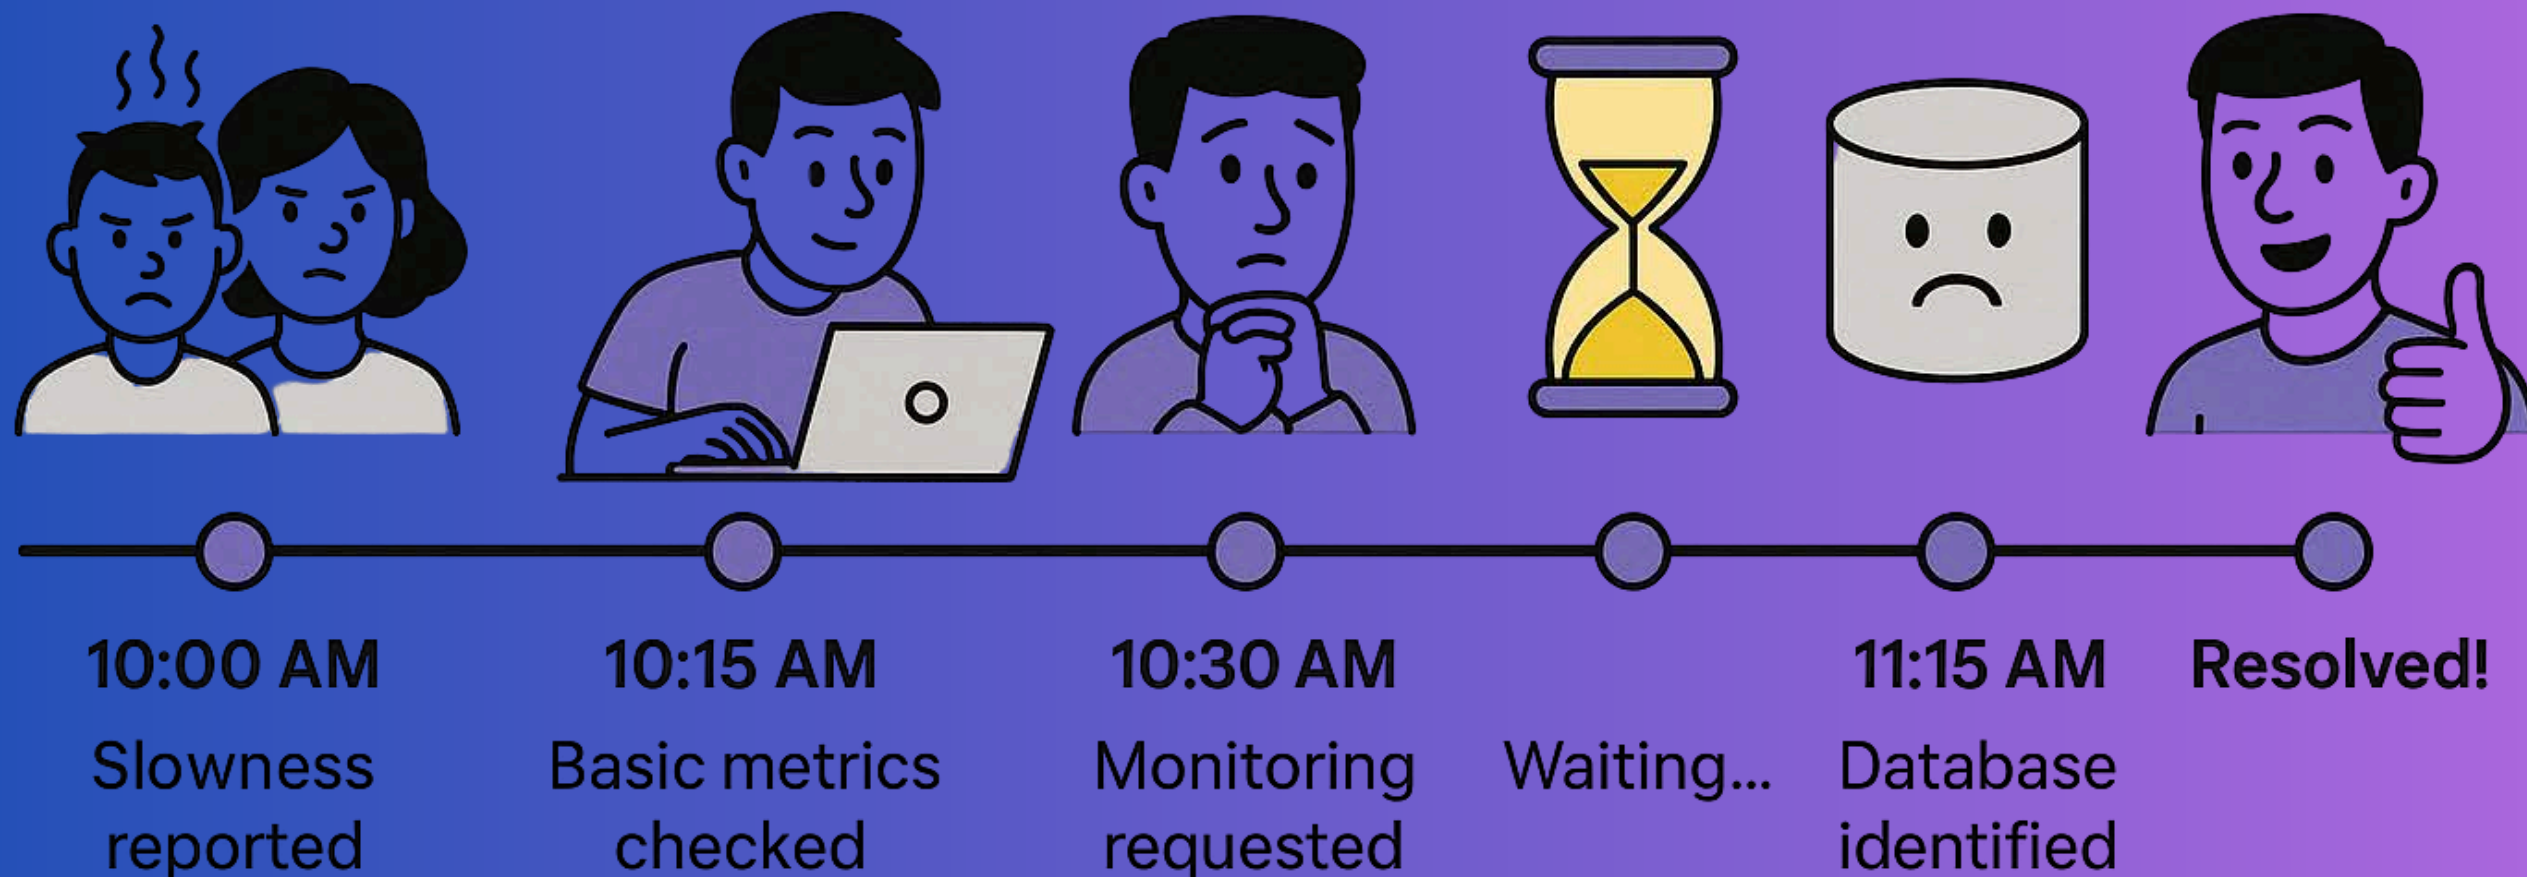 10:00 AM
Slowness
reported
10:15 AM
Basic metrics
checked
10:30 AM
Monitoring
requested
Waiting...
11:15 AM
Database
identified
Resolved!